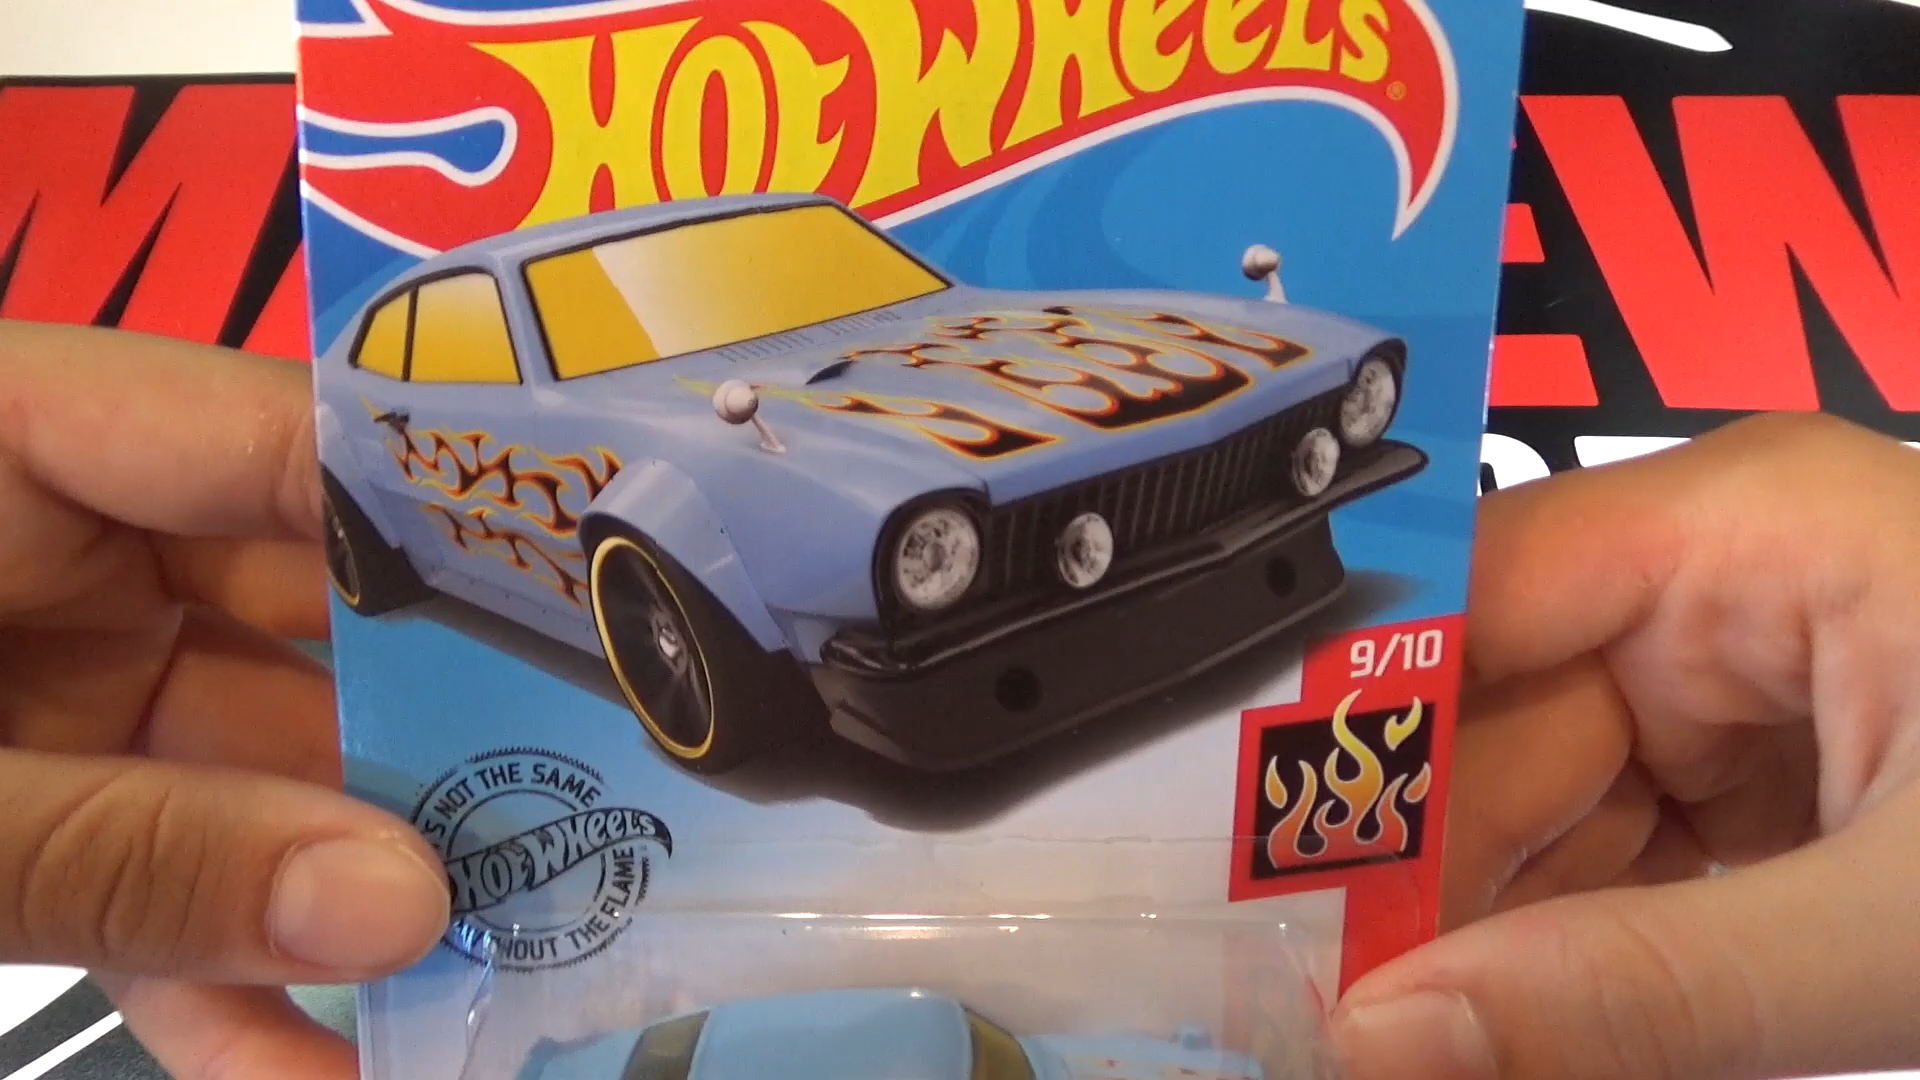 HOT WHEELS®
9/10
NOT THE SAME
HOT WHEELS
WITHOUT THE FLAME